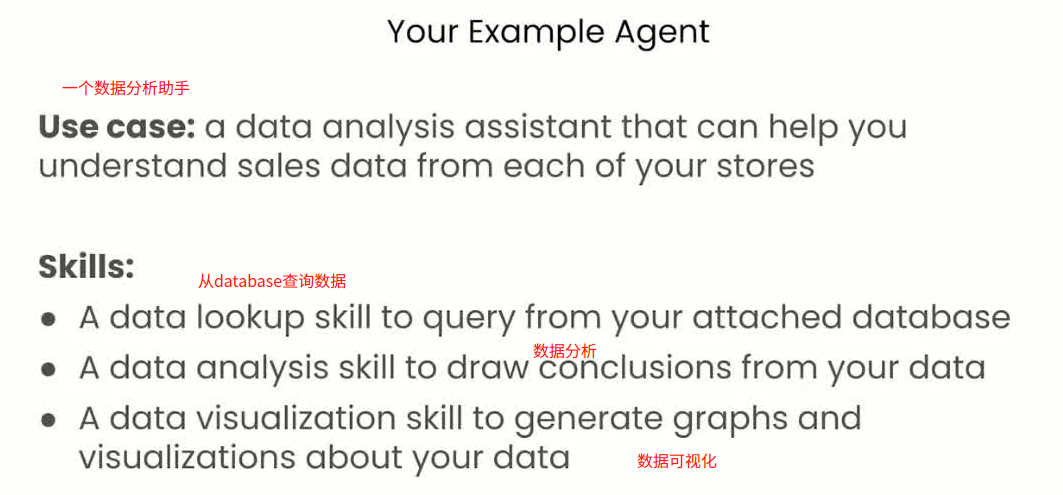 Your Example Agent
一个数据分析助手
Use case: a data analysis assistant that can help you
understand sales data from each of your stores
Skills:
从database查询数据
● A data lookup skill to query from your attached database
数据分析
● A data analysis skill to draw conclusions from your data
● A data visualization skill to generate graphs and
visualizations about your data
数据可视化